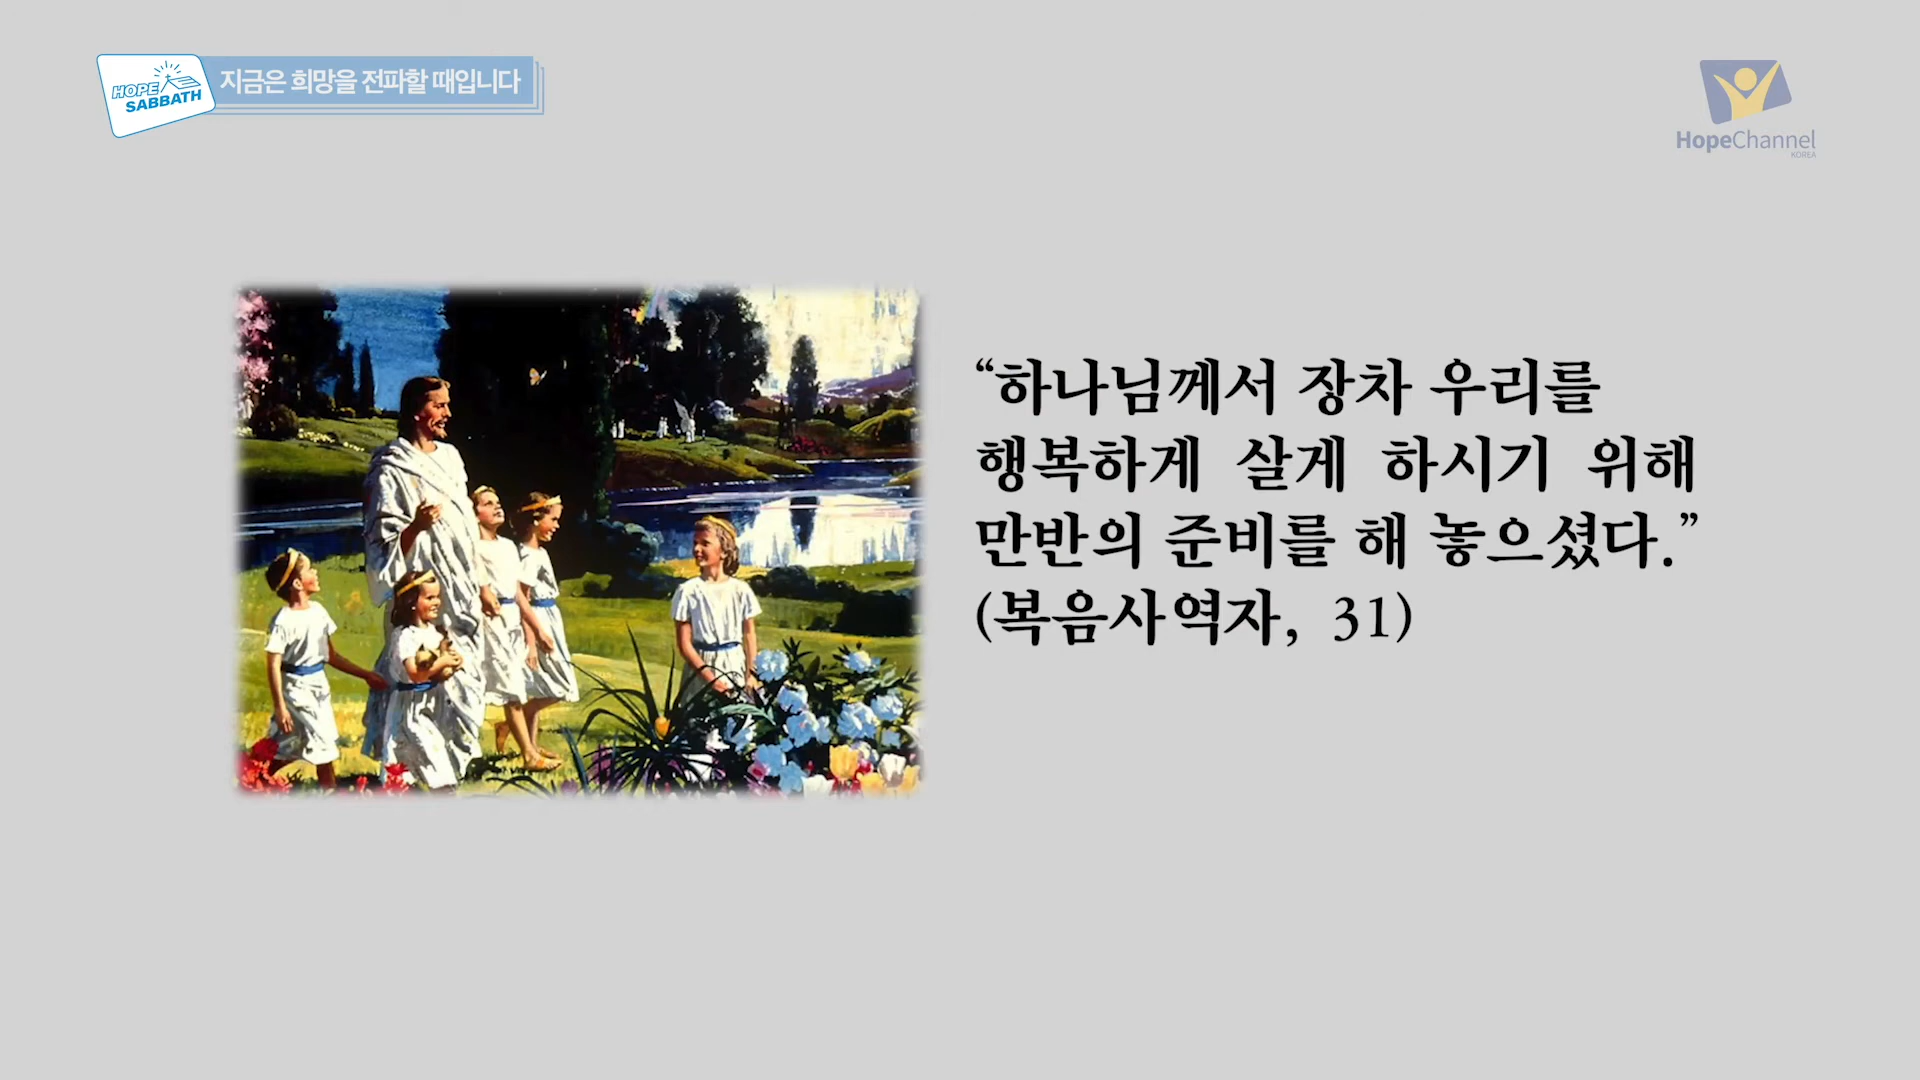 HOPE
SABBATH
지금은 희망을 전파할 때입니다
HopeChannel
KOREA
“하나님께서 장차 우리를
행복하게 살게 하시기 위해
만반의 준비를 해 놓으셨다.”
(복음사역자, 31)